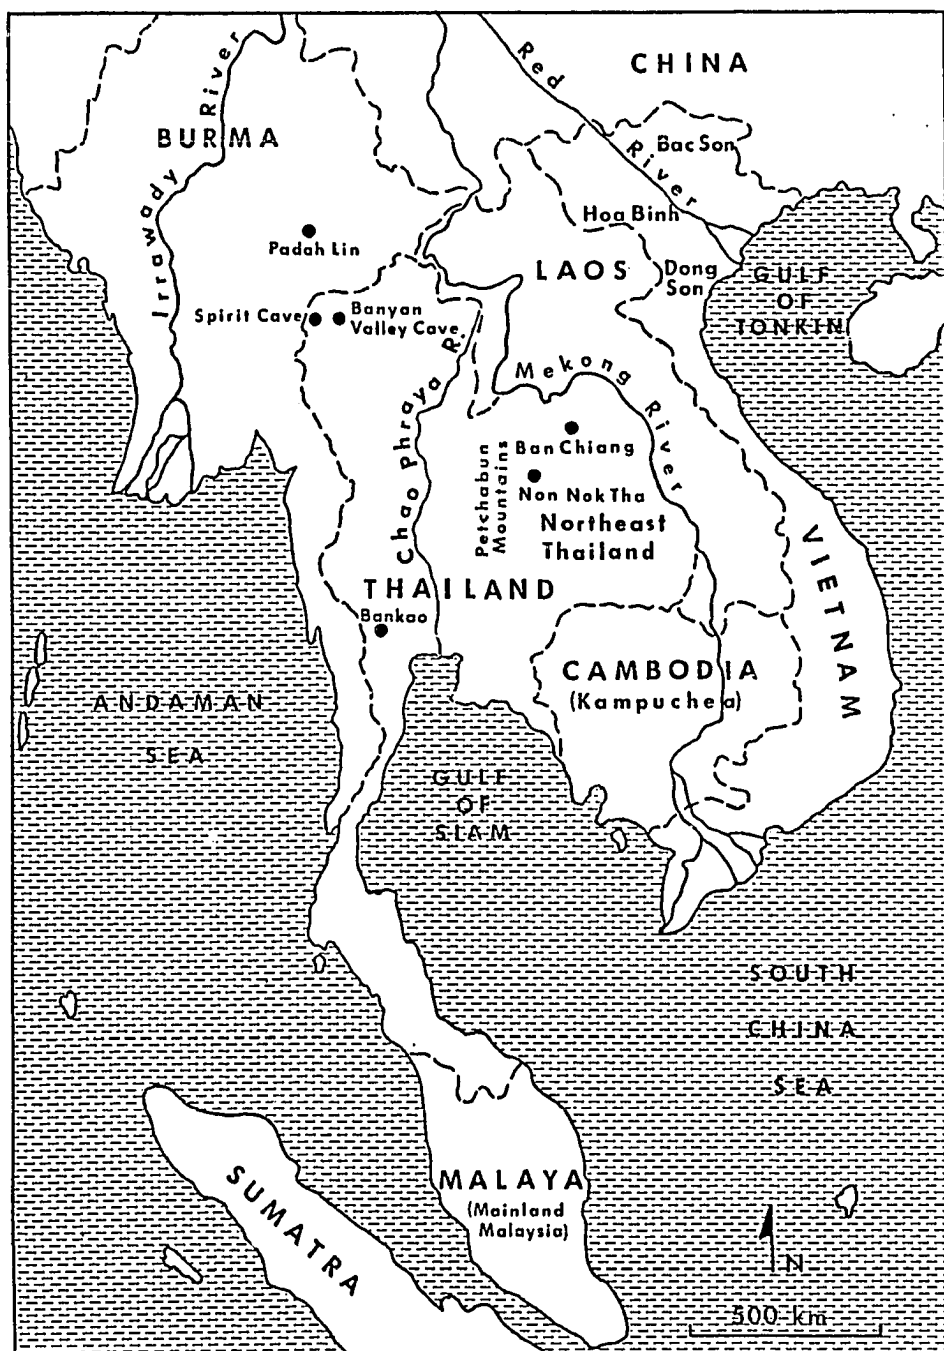 CHINA
Red
River
River
BURMA
Irrawady
Bac Son
Hoa Binh
Padah Lin
LAOS
Dong
Son
GULF
OF
TONKIN
Spirit Cave
Banyan
Valley Cave
Chao Phraya R.
Mekong
River
Ban Chiang
Petchabun
Mountains
Non Nok Tha
Northeast
Thailand
VIETNAM
THAILAND
Bankao
CAMBODIA
(Kampuchea)
ANDAMAN
SEA
GULF
OF
SIAM
SOUTH
CHINA
SEA
MALAYA
(Mainland
Malaysia)
SUMATRA
N
500 km